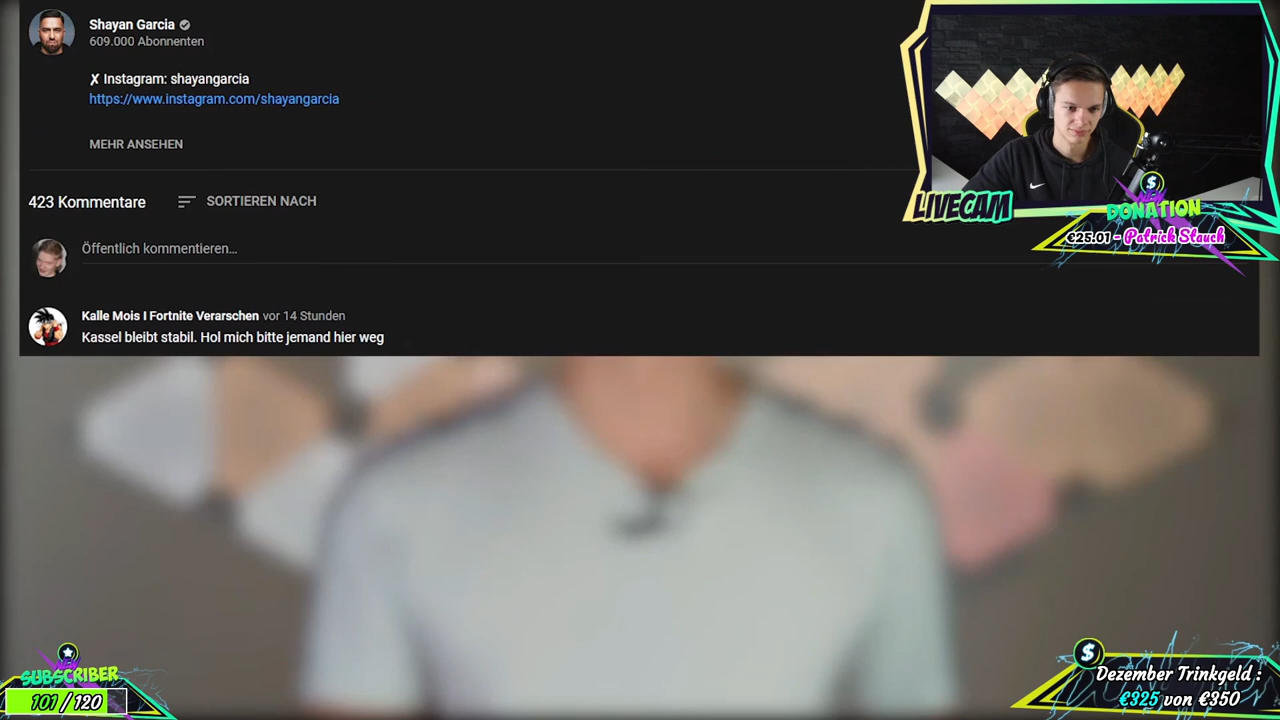 Shayan Garcia
609.000 Abonnenten
✗ Instagram: shayangarcia
https://www.instagram.com/shayangarcia
MEHR ANSEHEN
423 Kommentare
SORTIEREN NACH
Öffentlich kommentieren...
Kalle Mois I Fortnite Verarschen vor 14 Stunden
Kassel bleibt stabil. Hol mich bitte jemand hier weg
LIVECAM
$
NEW
DONATION
€25.01 - Patrick Stauch
NEW
SUBSCRIBER
101 / 120
$
Dezember Trinkgeld :
€325 von €350